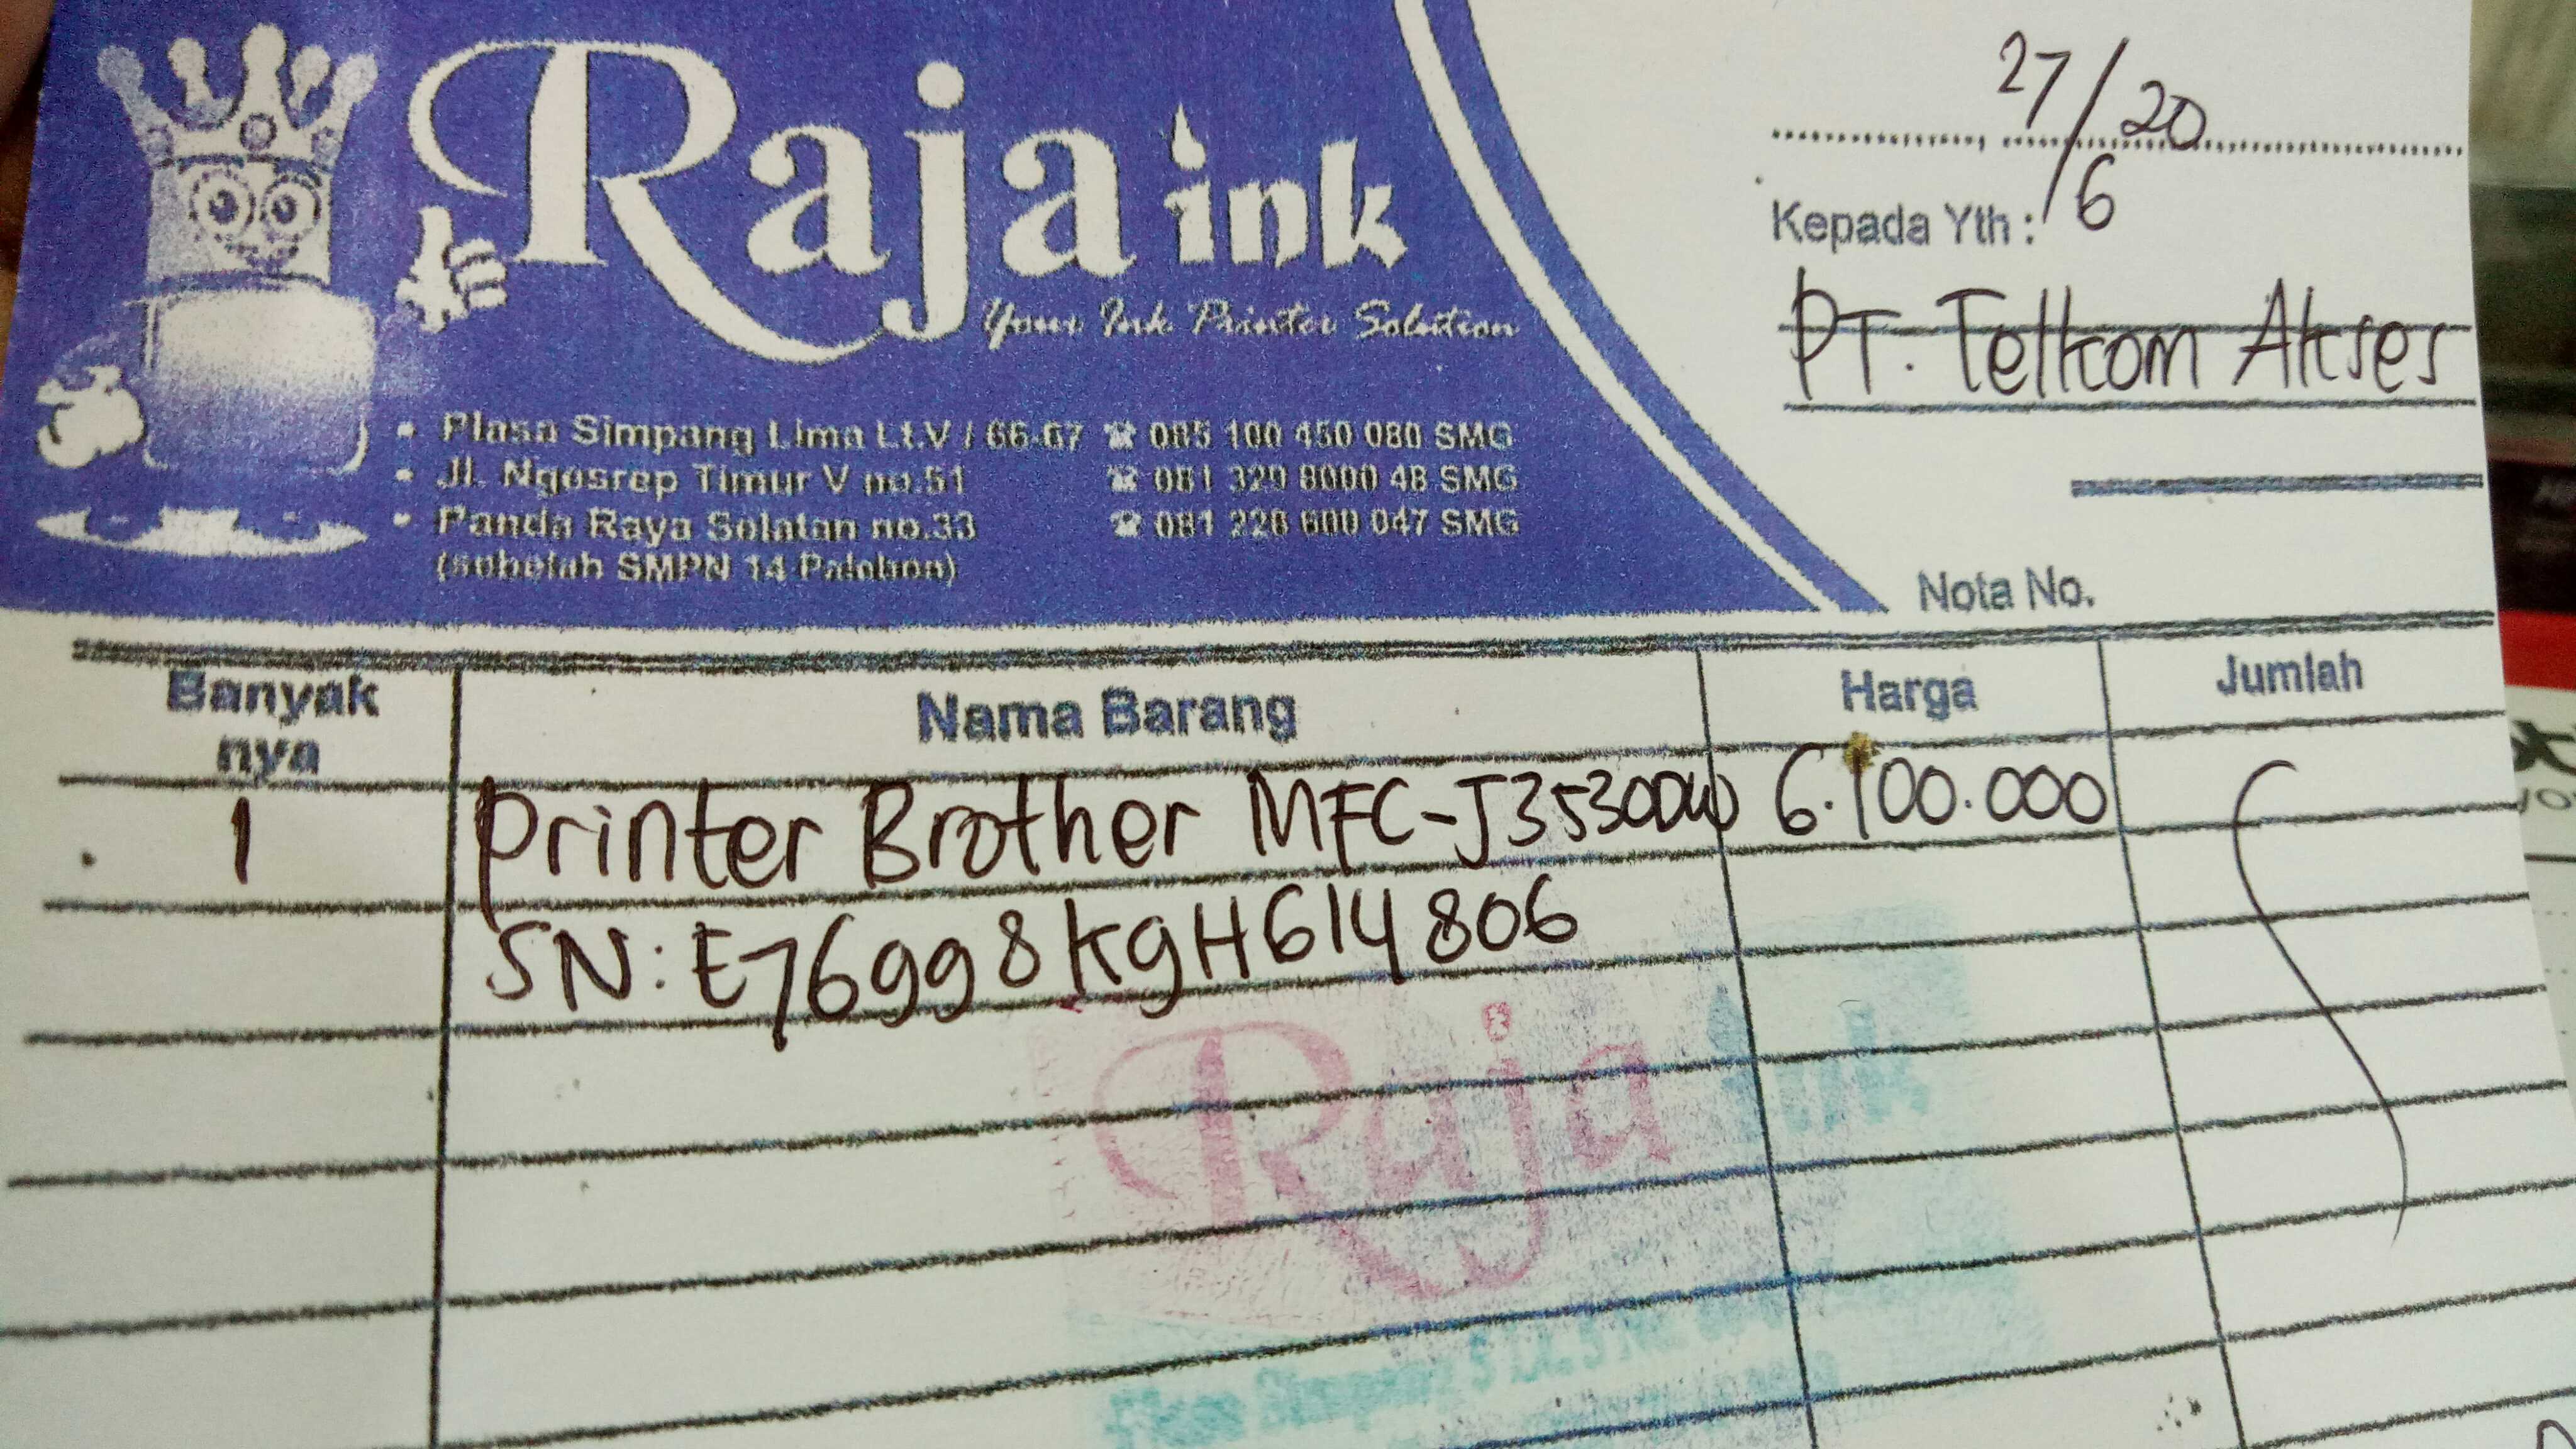 Raja ink
Your Ink Printer Solution
• Plasa Simpang Lima Lt.V / 66-67 ☎ 085 100 450 080 SMG
• Jl. Ngesrep Timur V no.51 ☎ 081 329 8000 48 SMG
• Panda Raya Selatan no.33 ☎ 081 226 600 047 SMG
(sebelah SMPN 14 Palebon)
27/6 20
Kepada Yth :
PT. Telkom Akses
Nota No.
Banyak nya Nama Barang Harga Jumlah
1 Printer Brother MFC-J3530DW 6.100.000
SN: E76998K9H614806
Raja ink